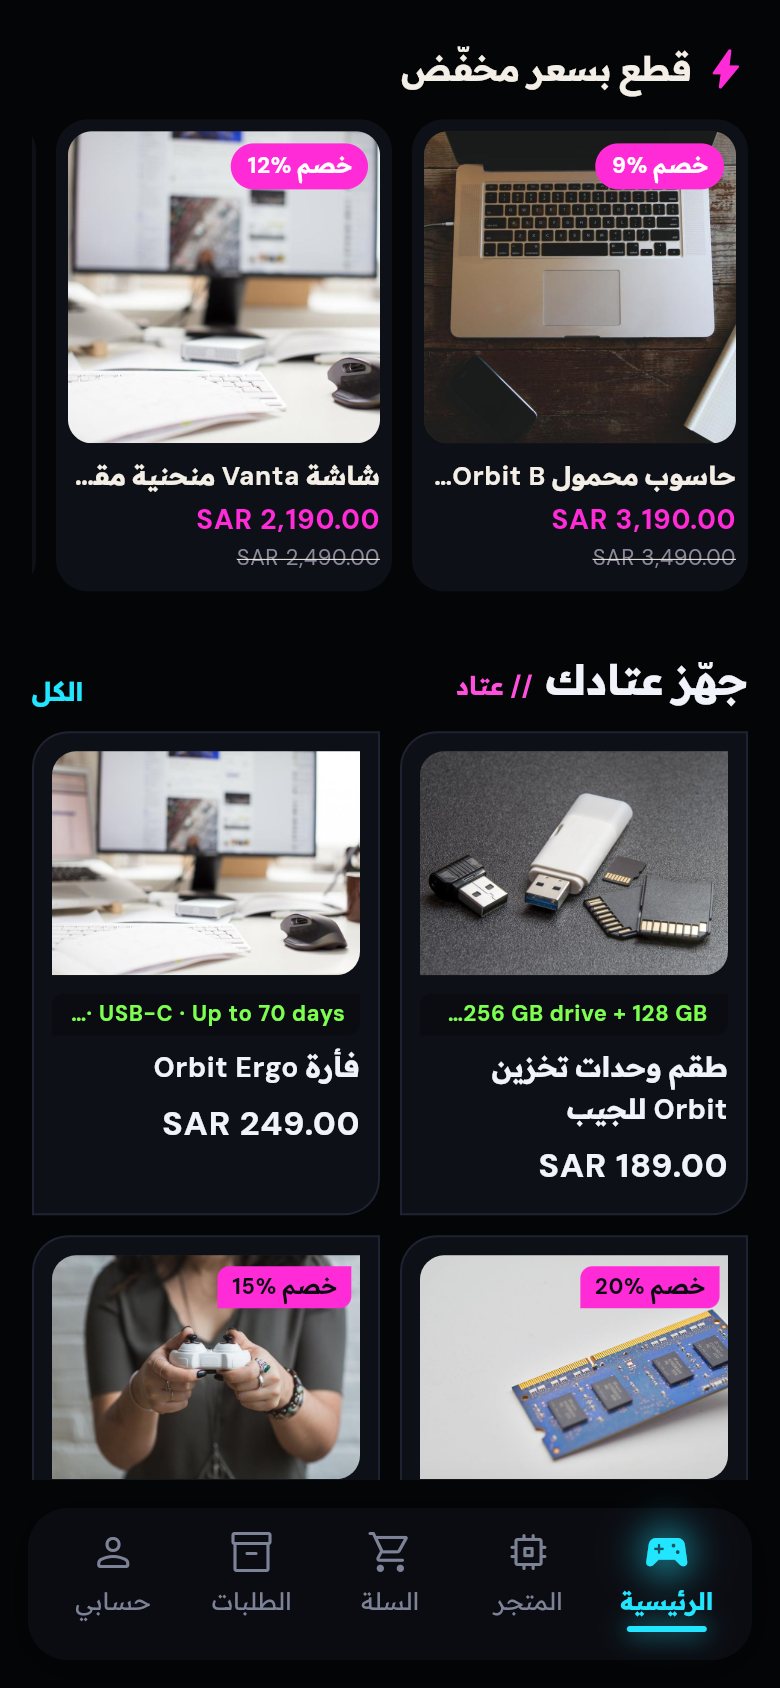 قطع بسعر مخفّض
خصم 9%
حاسوب محمول Orbit B...
SAR 3,190.00
SAR 3,490.00
خصم 12%
شاشة Vanta منحنية مقـ...
SAR 2,190.00
SAR 2,490.00
جهّز عتادك // عتاد
الكل
256 GB drive + 128 GB...
طقم وحدات تخزين
Orbit للجيب
SAR 189.00
USB-C · Up to 70 days ·...
فأرة Orbit Ergo
SAR 249.00
خصم 20%
خصم 15%
الرئيسية
المتجر
السلة
الطلبات
حسابي